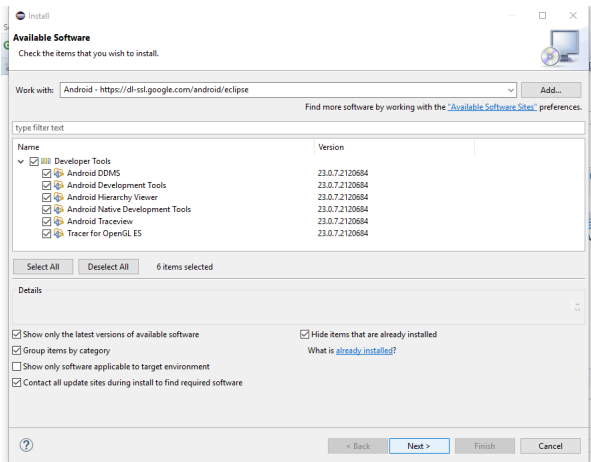 Install
Available Software
Check the items that you wish to install.
Work with: Android - https://dl-ssl.google.com/android/eclipse Add...
Find more software by working with the "Available Software Sites" preferences.
type filter text
Name Version
Developer Tools
Android DDMS 23.0.7.2120684
Android Development Tools 23.0.7.2120684
Android Hierarchy Viewer 23.0.7.2120684
Android Native Development Tools 23.0.7.2120684
Android Traceview 23.0.7.2120684
Tracer for OpenGL ES 23.0.7.2120684
Select All Deselect All 6 items selected
Details
Show only the latest versions of available software Hide items that are already installed
Group items by category What is already installed?
Show only software applicable to target environment
Contact all update sites during install to find required software
? < Back Next > Finish Cancel